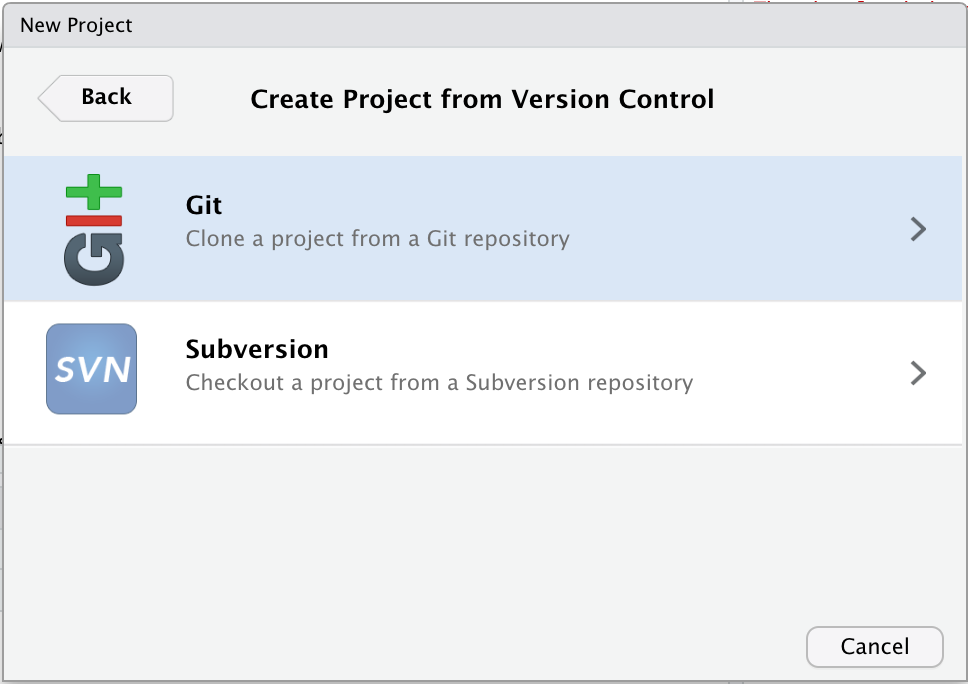 New Project
Back
Create Project from Version Control
Git
Git
Clone a project from a Git repository
SVN
Subversion
Checkout a project from a Subversion repository
Cancel